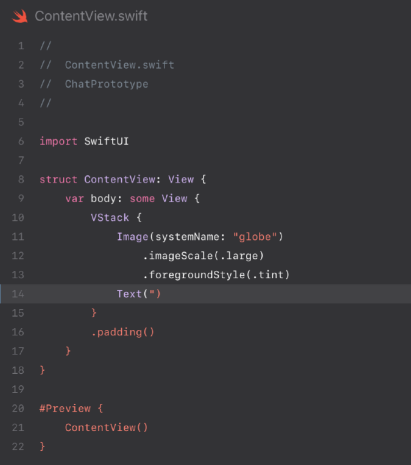 ContentView.swift
1 //
2 //  ContentView.swift
3 //  ChatPrototype
4 //
5
6 import SwiftUI
7
8 struct ContentView: View {
9     var body: some View {
10         VStack {
11             Image(systemName: "globe")
12                 .imageScale(.large)
13                 .foregroundStyle(.tint)
14             Text(")
15         }
16         .padding()
17     }
18 }
19
20 #Preview {
21     ContentView()
22 }